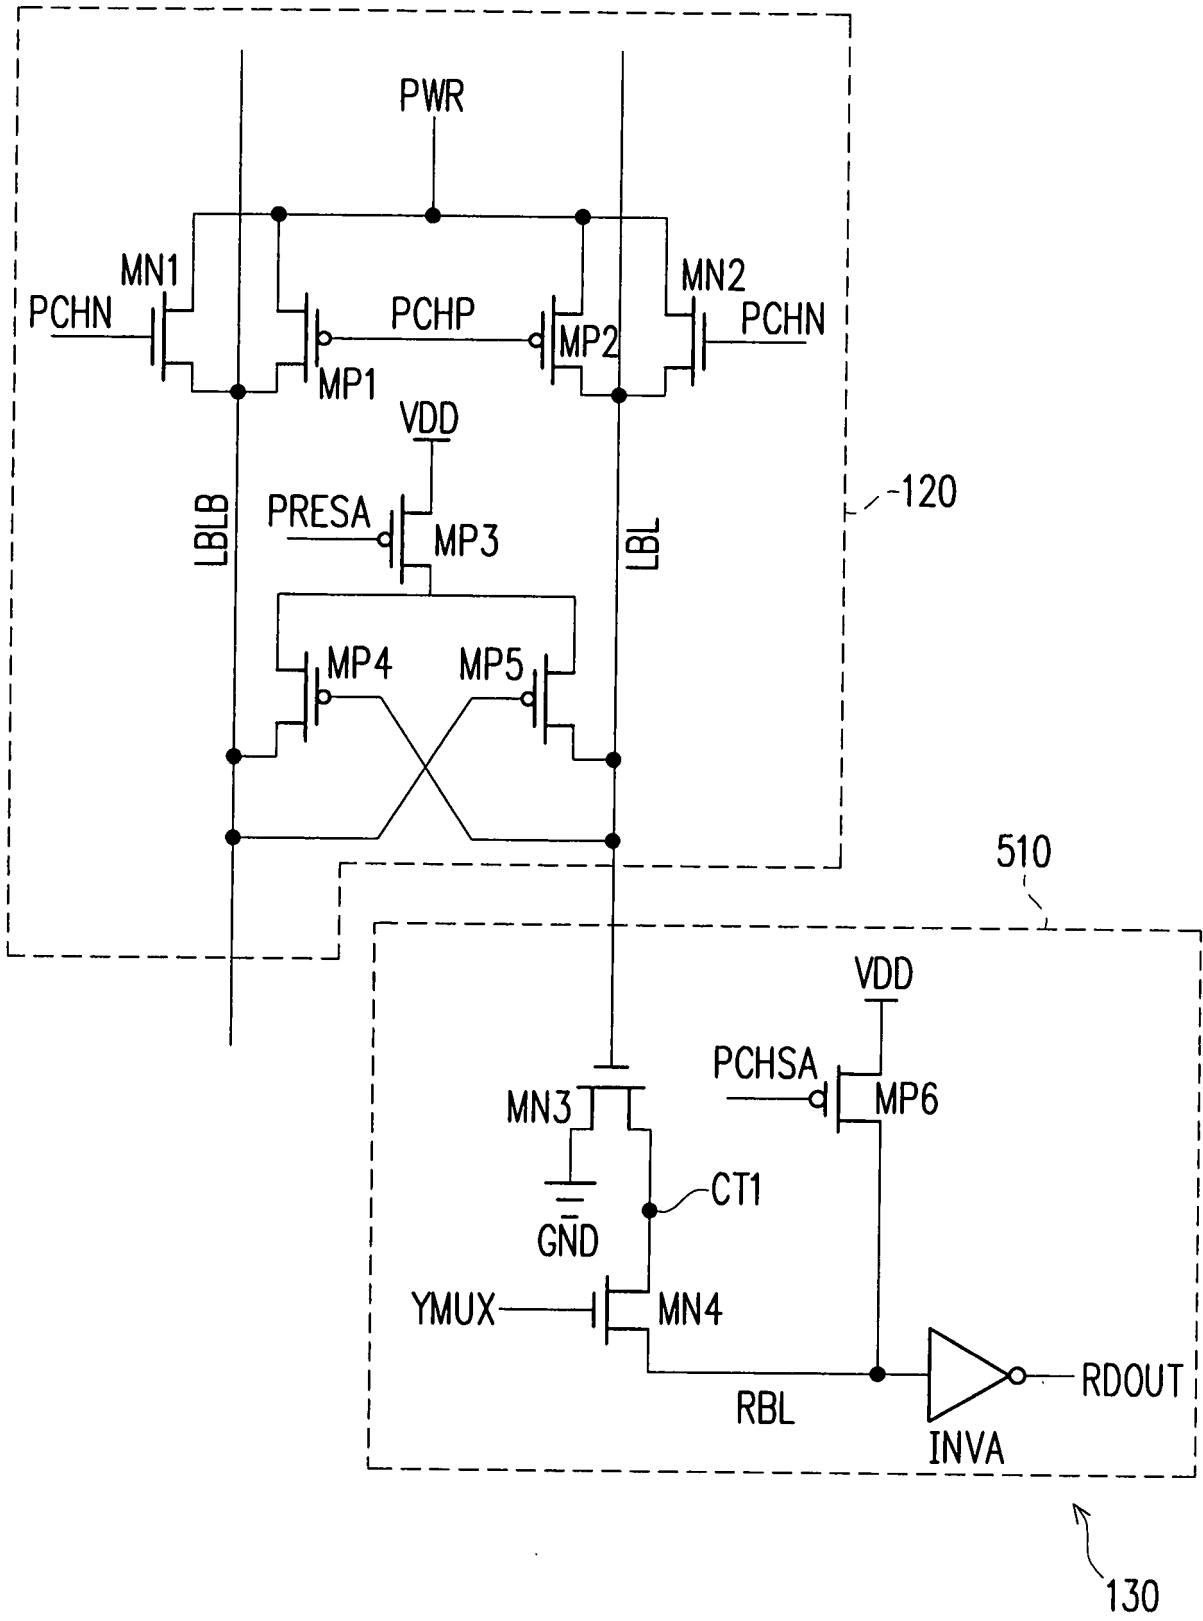 PWR
MN1
MN2
PCHN
PCHP
MP2
PCHN
MP1
VDD
LBLB
PRESA
MP3
LBL
120
MP4
MP5
510
VDD
PCHSA
MN3
MP6
CT1
GND
YMUX
MN4
RBL
RDOUT
INVA
130